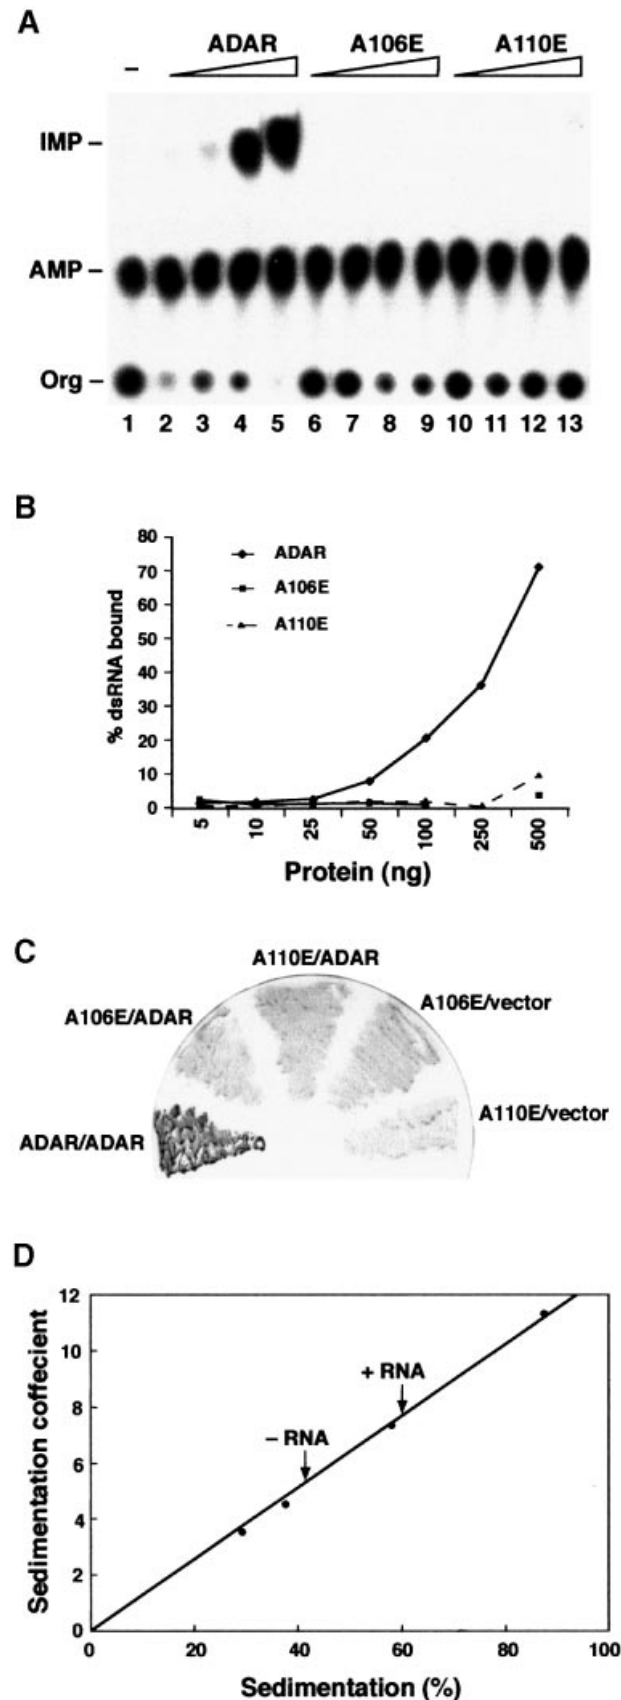 A
ADAR A106E A110E
–
IMP –
AMP –
Org –
1 2 3 4 5 6 7 8 9 10 11 12 13
B
80
70
60
50
40
30
20
10
0
% dsRNA bound
ADAR
A106E
A110E
5 10 25 50 100 250 500
Protein (ng)
C
A110E/ADAR
A106E/ADAR
A106E/vector
A110E/vector
ADAR/ADAR
D
12
10
8
6
4
2
0
Sedimentation coffecient
+ RNA
– RNA
0 20 40 60 80 100
Sedimentation (%)